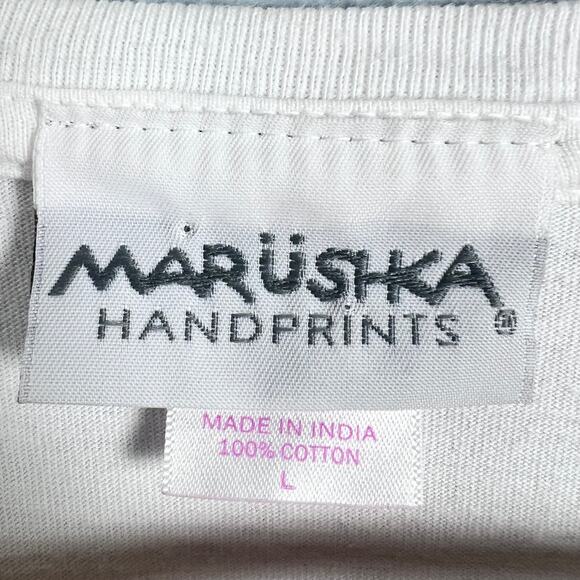 MARÜSHKA
HANDPRINTS ®
MADE IN INDIA
100% COTTON
L